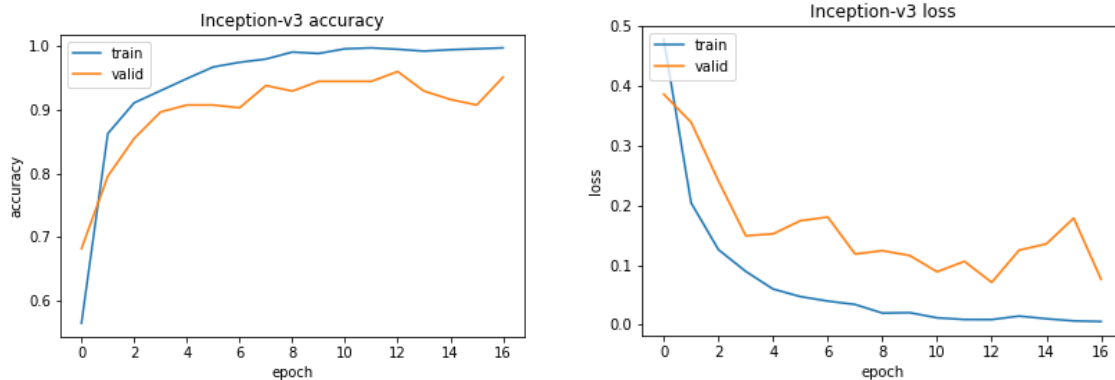 Inception-v3 accuracy
1.0
0.9
0.8
0.7
0.6
accuracy
train
valid
0 2 4 6 8 10 12 14 16
epoch
Inception-v3 loss
0.5
0.4
0.3
0.2
0.1
0.0
loss
train
valid
0 2 4 6 8 10 12 14 16
epoch